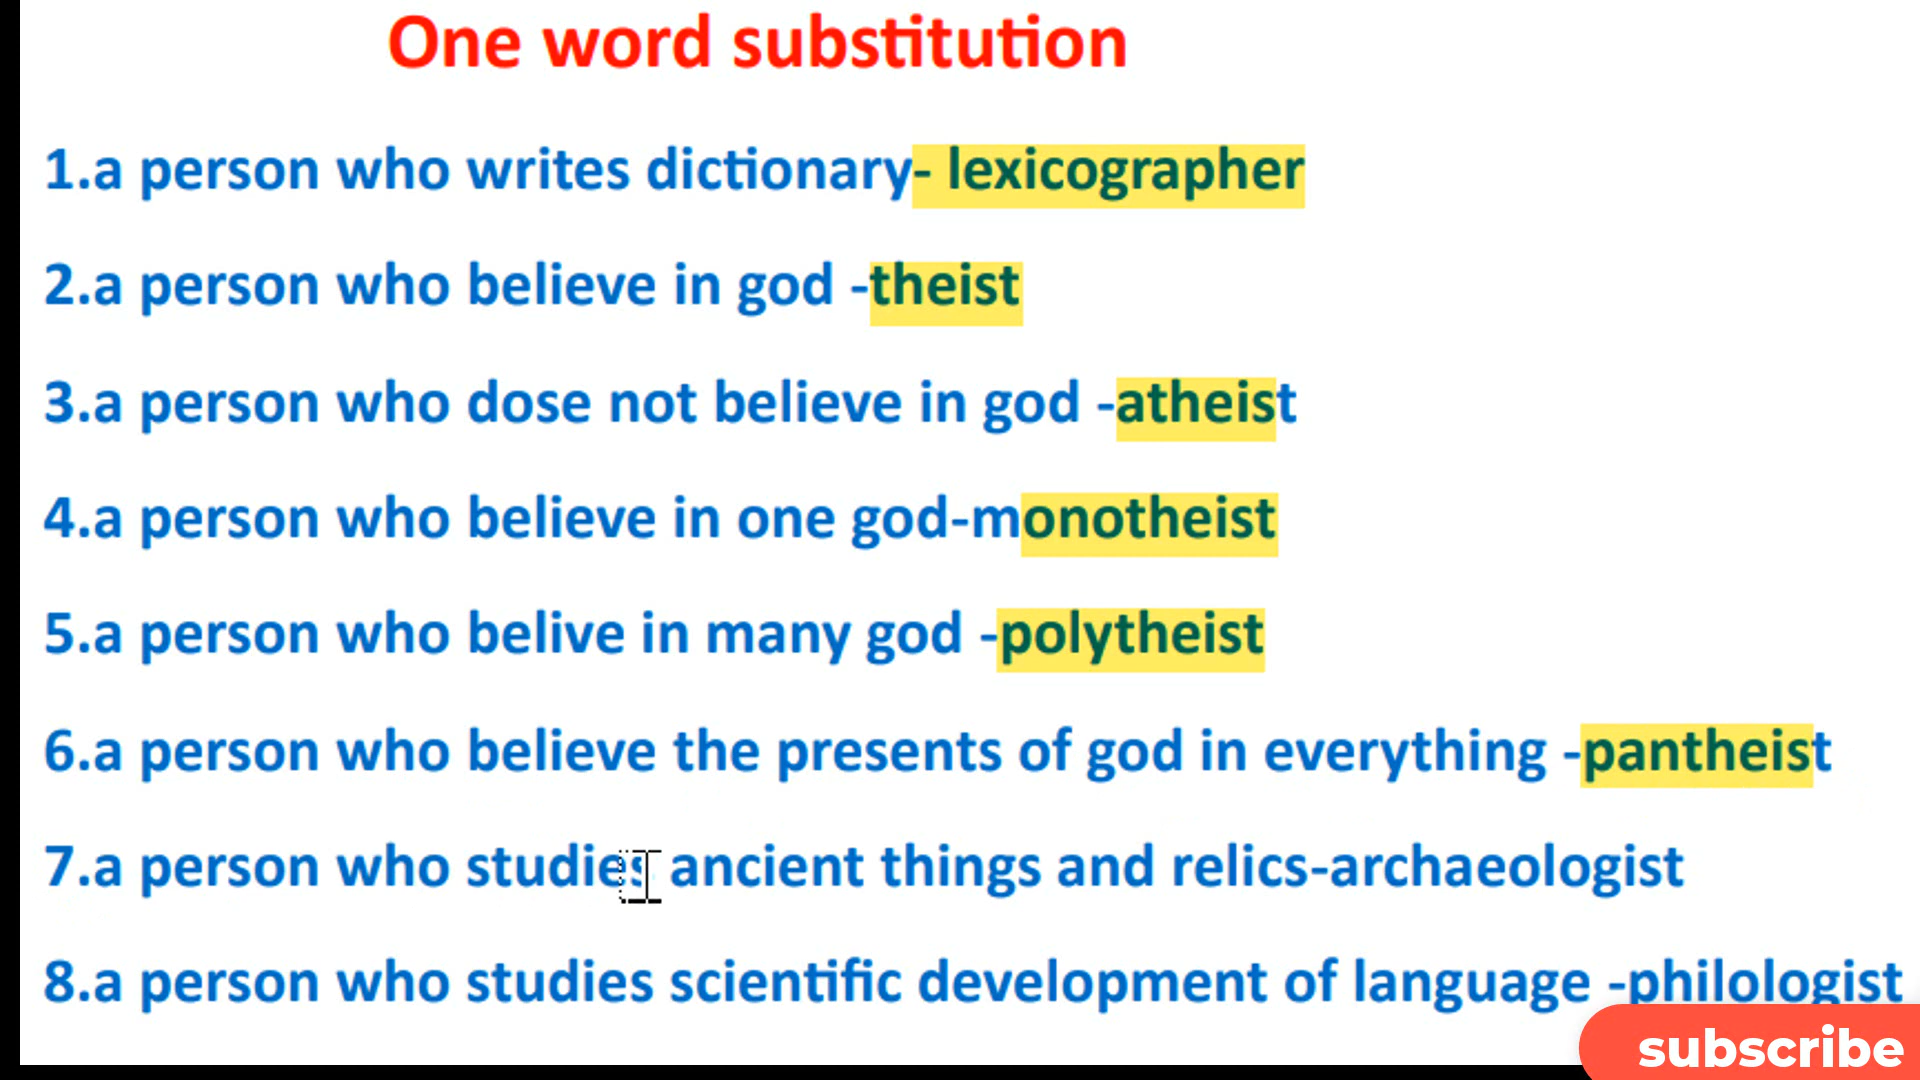 One word substitution
1.a person who writes dictionary- lexicographer
2.a person who believe in god -theist
3.a person who dose not believe in god -atheist
4.a person who believe in one god-monotheist
5.a person who belive in many god -polytheist
6.a person who believe the presents of god in everything -pantheist
7.a person who studies ancient things and relics-archaeologist
8.a person who studies scientific development of language -philologist
subscribe